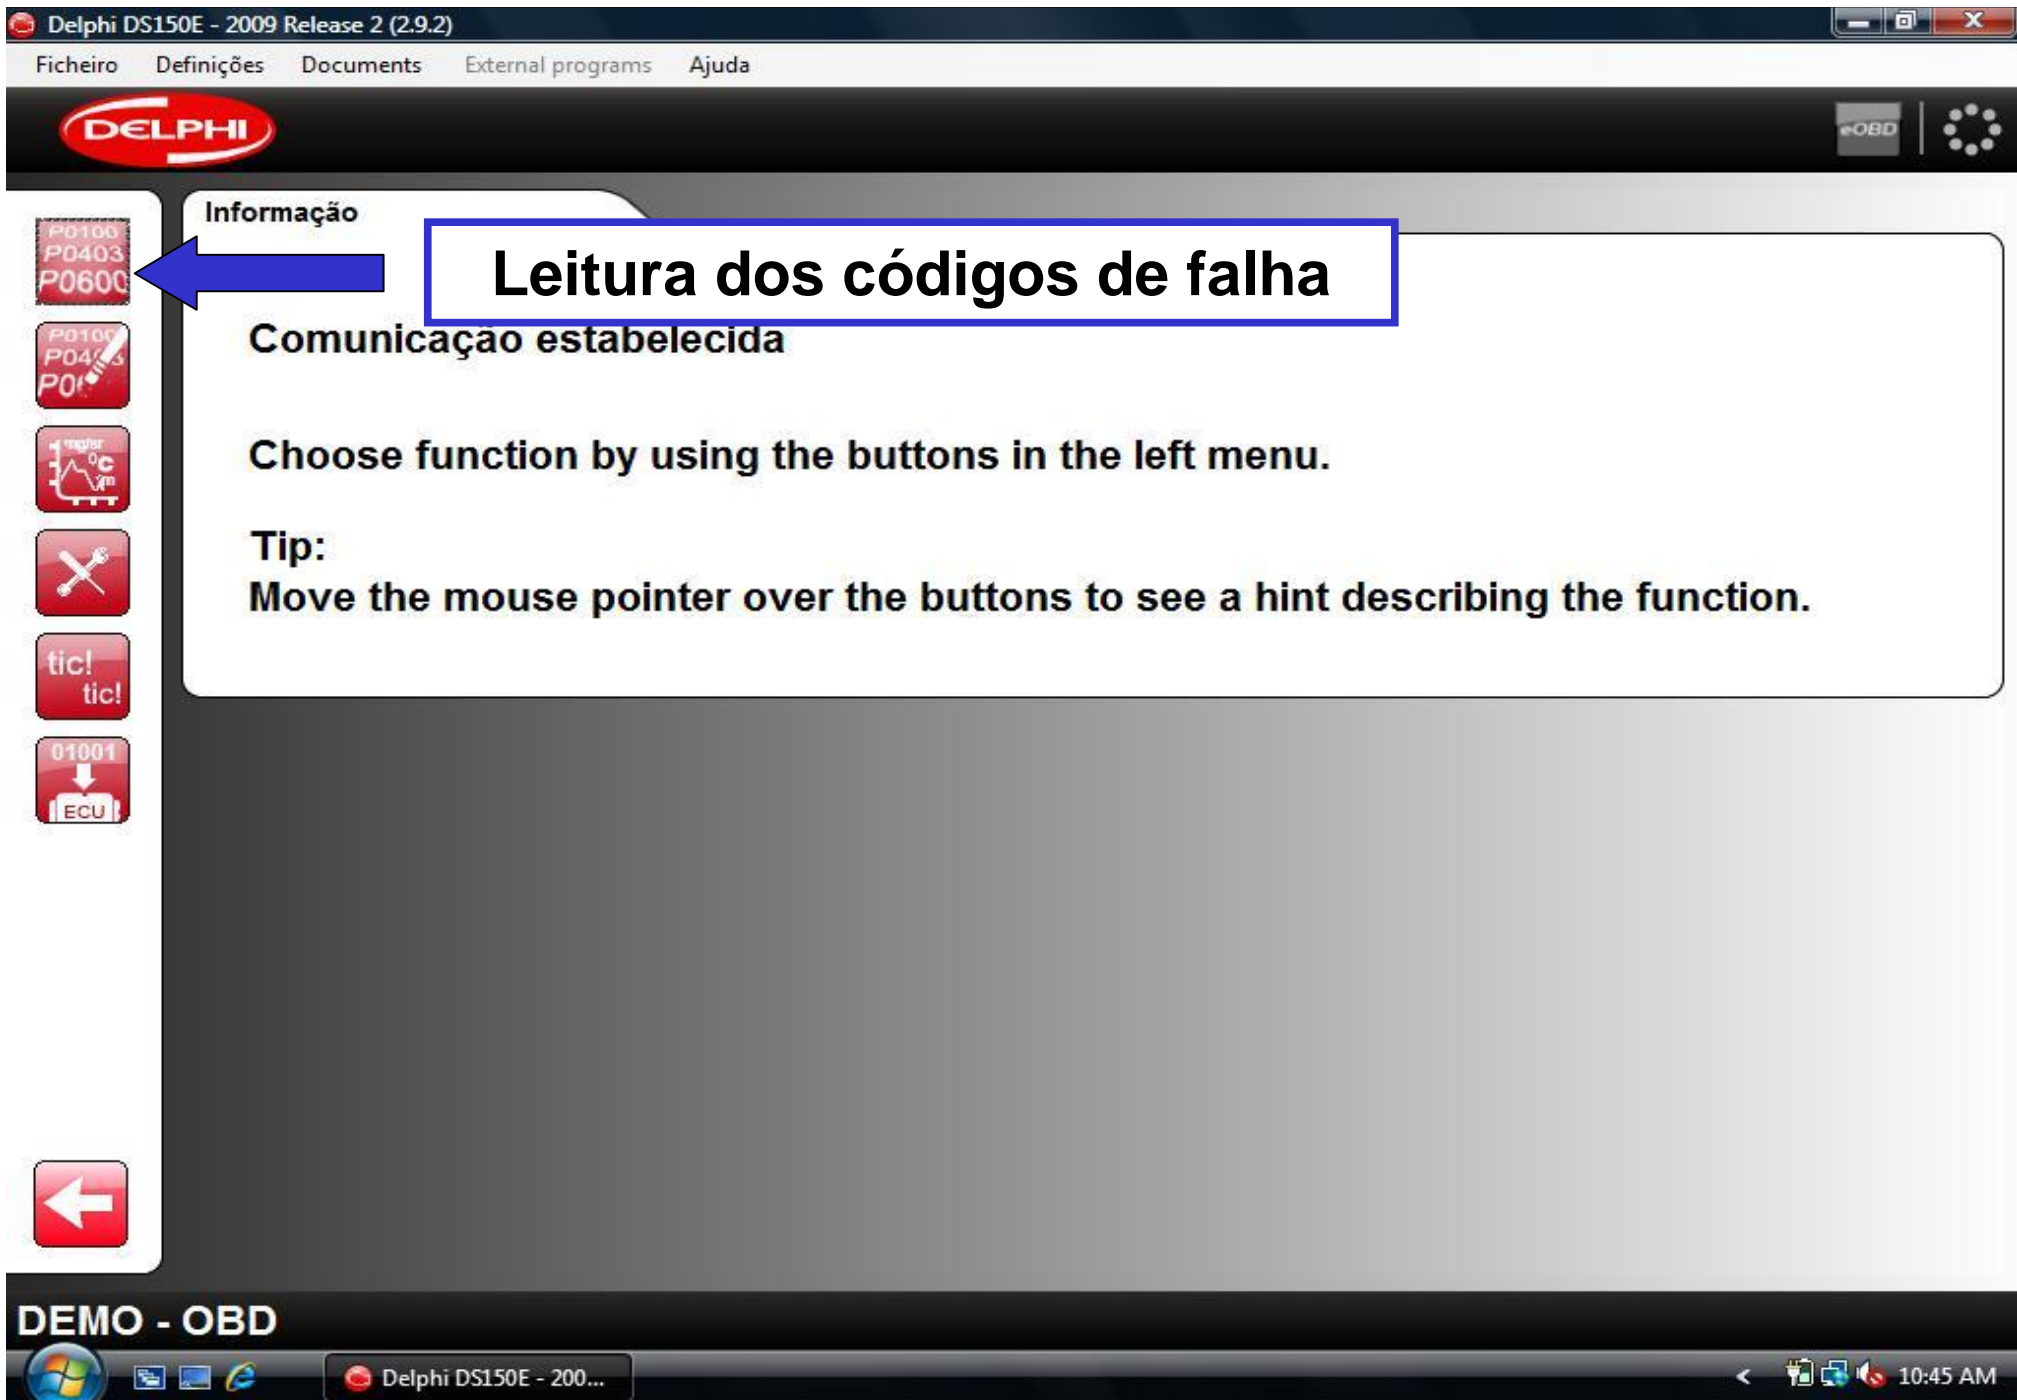 Delphi DS150E - 2009 Release 2 (2.9.2)
Ficheiro Definições Documents External programs Ajuda
DELPHI
eOBD
Informação
P0100
P0403
P0600
Leitura dos códigos de falha
Comunicação estabelecida
Choose function by using the buttons in the left menu.
Tip:
Move the mouse pointer over the buttons to see a hint describing the function.
tic!
tic!
01001
ECU
DEMO - OBD
Delphi DS150E - 200...
10:45 AM